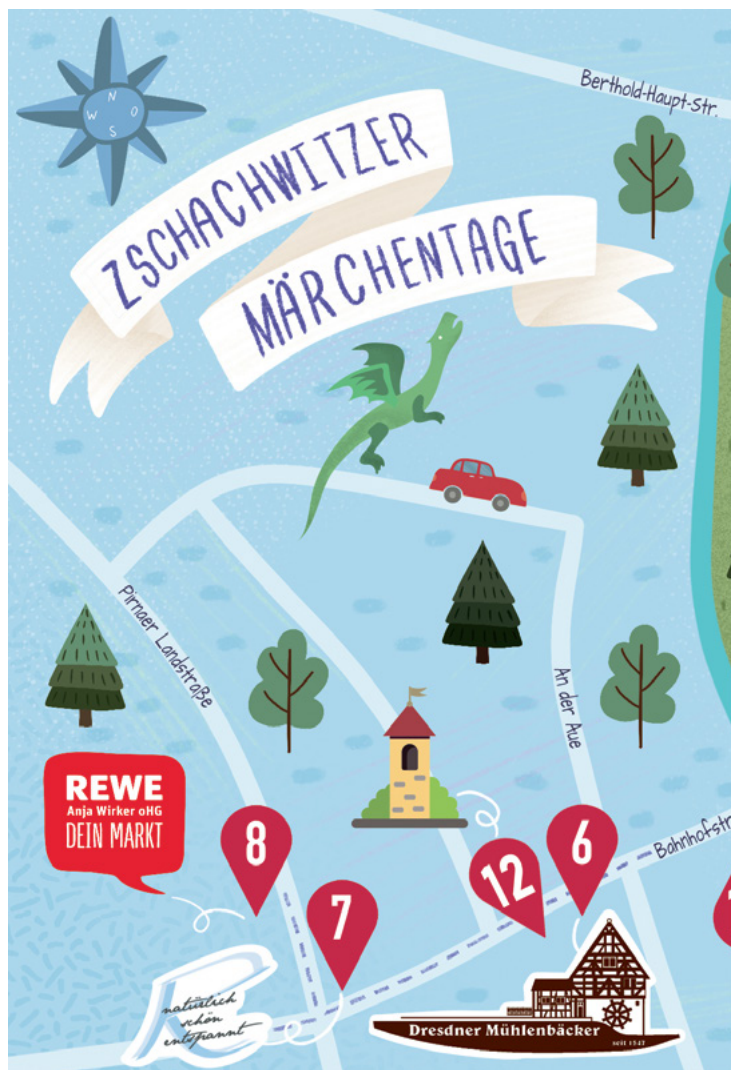 N
W O
S
Berthold-Haupt-Str.
ZSCHACHWITZER
MÄRCHENTAGE
Pirnaer Landstraße
An der Aue
REWE
Anja Wirker oHG
DEIN MARKT
8
7
12
6
Bahnhofstr
natürlich
schön
entspannt
Dresdner Mühlenbäcker
seit 1547